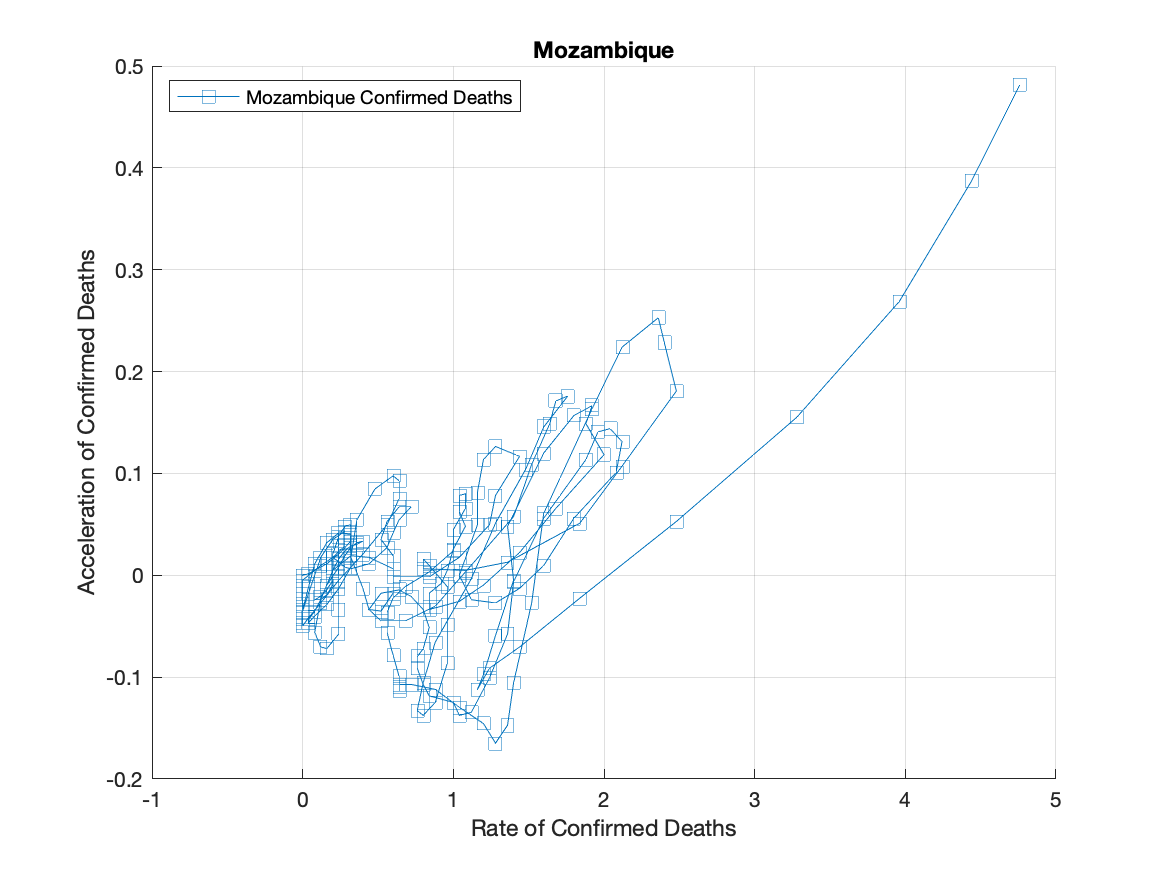 Mozambique
Mozambique Confirmed Deaths
0.5
0.4
0.3
0.2
0.1
0
-0.1
-0.2
Acceleration of Confirmed Deaths
-1 0 1 2 3 4 5
Rate of Confirmed Deaths